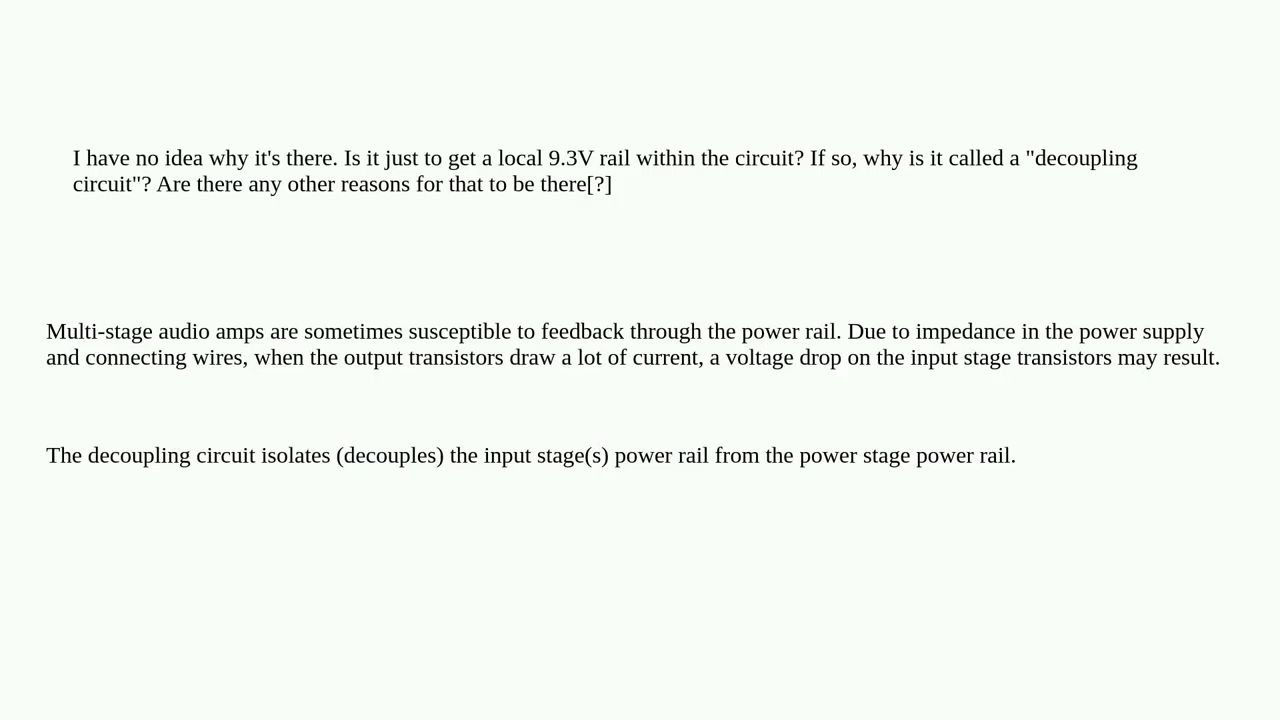 I have no idea why it's there. Is it just to get a local 9.3V rail within the circuit? If so, why is it called a "decoupling
circuit"? Are there any other reasons for that to be there[?]
Multi-stage audio amps are sometimes susceptible to feedback through the power rail. Due to impedance in the power supply
and connecting wires, when the output transistors draw a lot of current, a voltage drop on the input stage transistors may result.
The decoupling circuit isolates (decouples) the input stage(s) power rail from the power stage power rail.